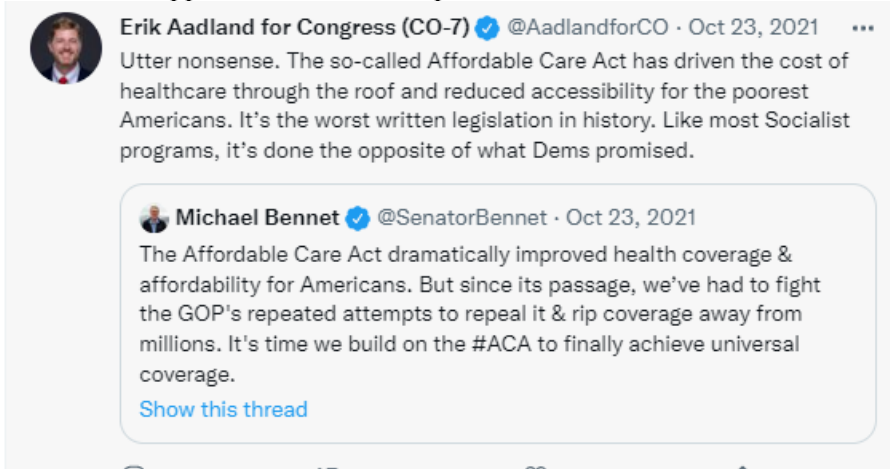 Erik Aadland for Congress (CO-7) @AadlandforCO · Oct 23, 2021 ...
Utter nonsense. The so-called Affordable Care Act has driven the cost of
healthcare through the roof and reduced accessibility for the poorest
Americans. It’s the worst written legislation in history. Like most Socialist
programs, it’s done the opposite of what Dems promised.
Michael Bennet @SenatorBennet · Oct 23, 2021
The Affordable Care Act dramatically improved health coverage &
affordability for Americans. But since its passage, we’ve had to fight
the GOP's repeated attempts to repeal it & rip coverage away from
millions. It's time we build on the #ACA to finally achieve universal
coverage.
Show this thread